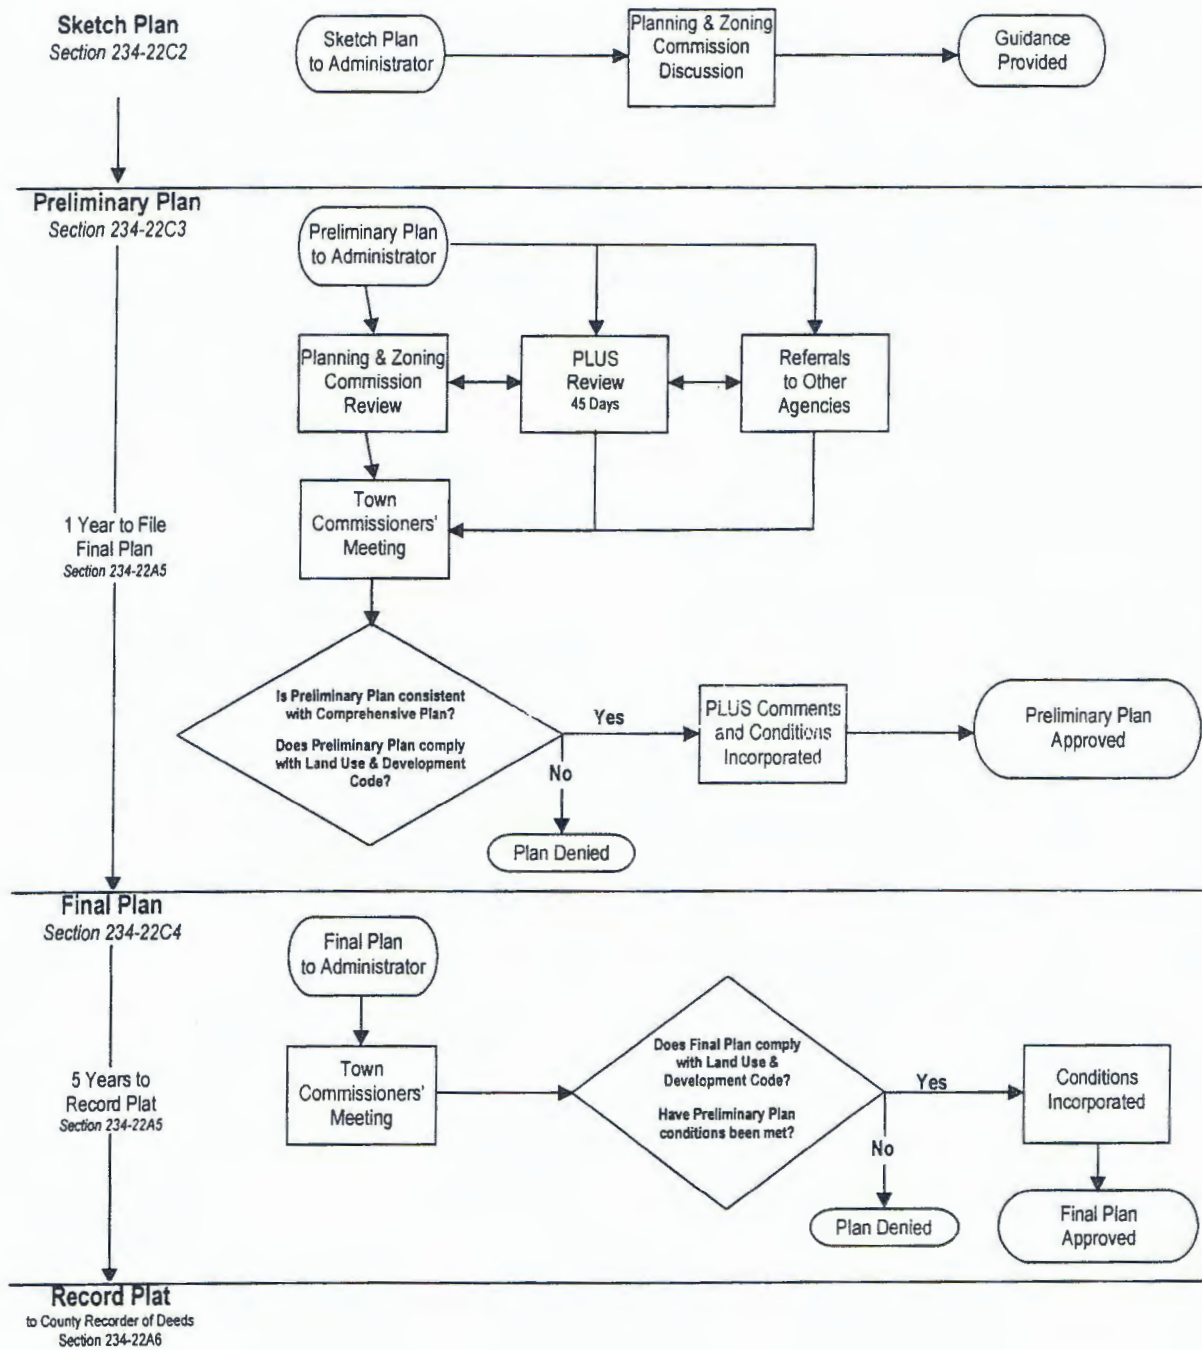 Sketch Plan
Section 234-22C2
Sketch Plan
to Administrator
Planning & Zoning
Commission
Discussion
Guidance
Provided
Preliminary Plan
Section 234-22C3
Preliminary Plan
to Administrator
Planning & Zoning
Commission
Review
PLUS
Review
45 Days
Referrals
to Other
Agencies
1 Year to File
Final Plan
Section 234-22A5
Town
Commissioners'
Meeting
Is Preliminary Plan consistent
with Comprehensive Plan?
Does Preliminary Plan comply
with Land Use & Development
Code?
Yes
No
PLUS Comments
and Conditions
Incorporated
Preliminary Plan
Approved
Plan Denied
Final Plan
Section 234-22C4
Final Plan
to Administrator
5 Years to
Record Plat
Section 234-22A5
Town
Commissioners'
Meeting
Does Final Plan comply
with Land Use &
Development Code?
Have Preliminary Plan
conditions been met?
Yes
No
Conditions
Incorporated
Plan Denied
Final Plan
Approved
Record Plat
to County Recorder of Deeds
Section 234-22A6